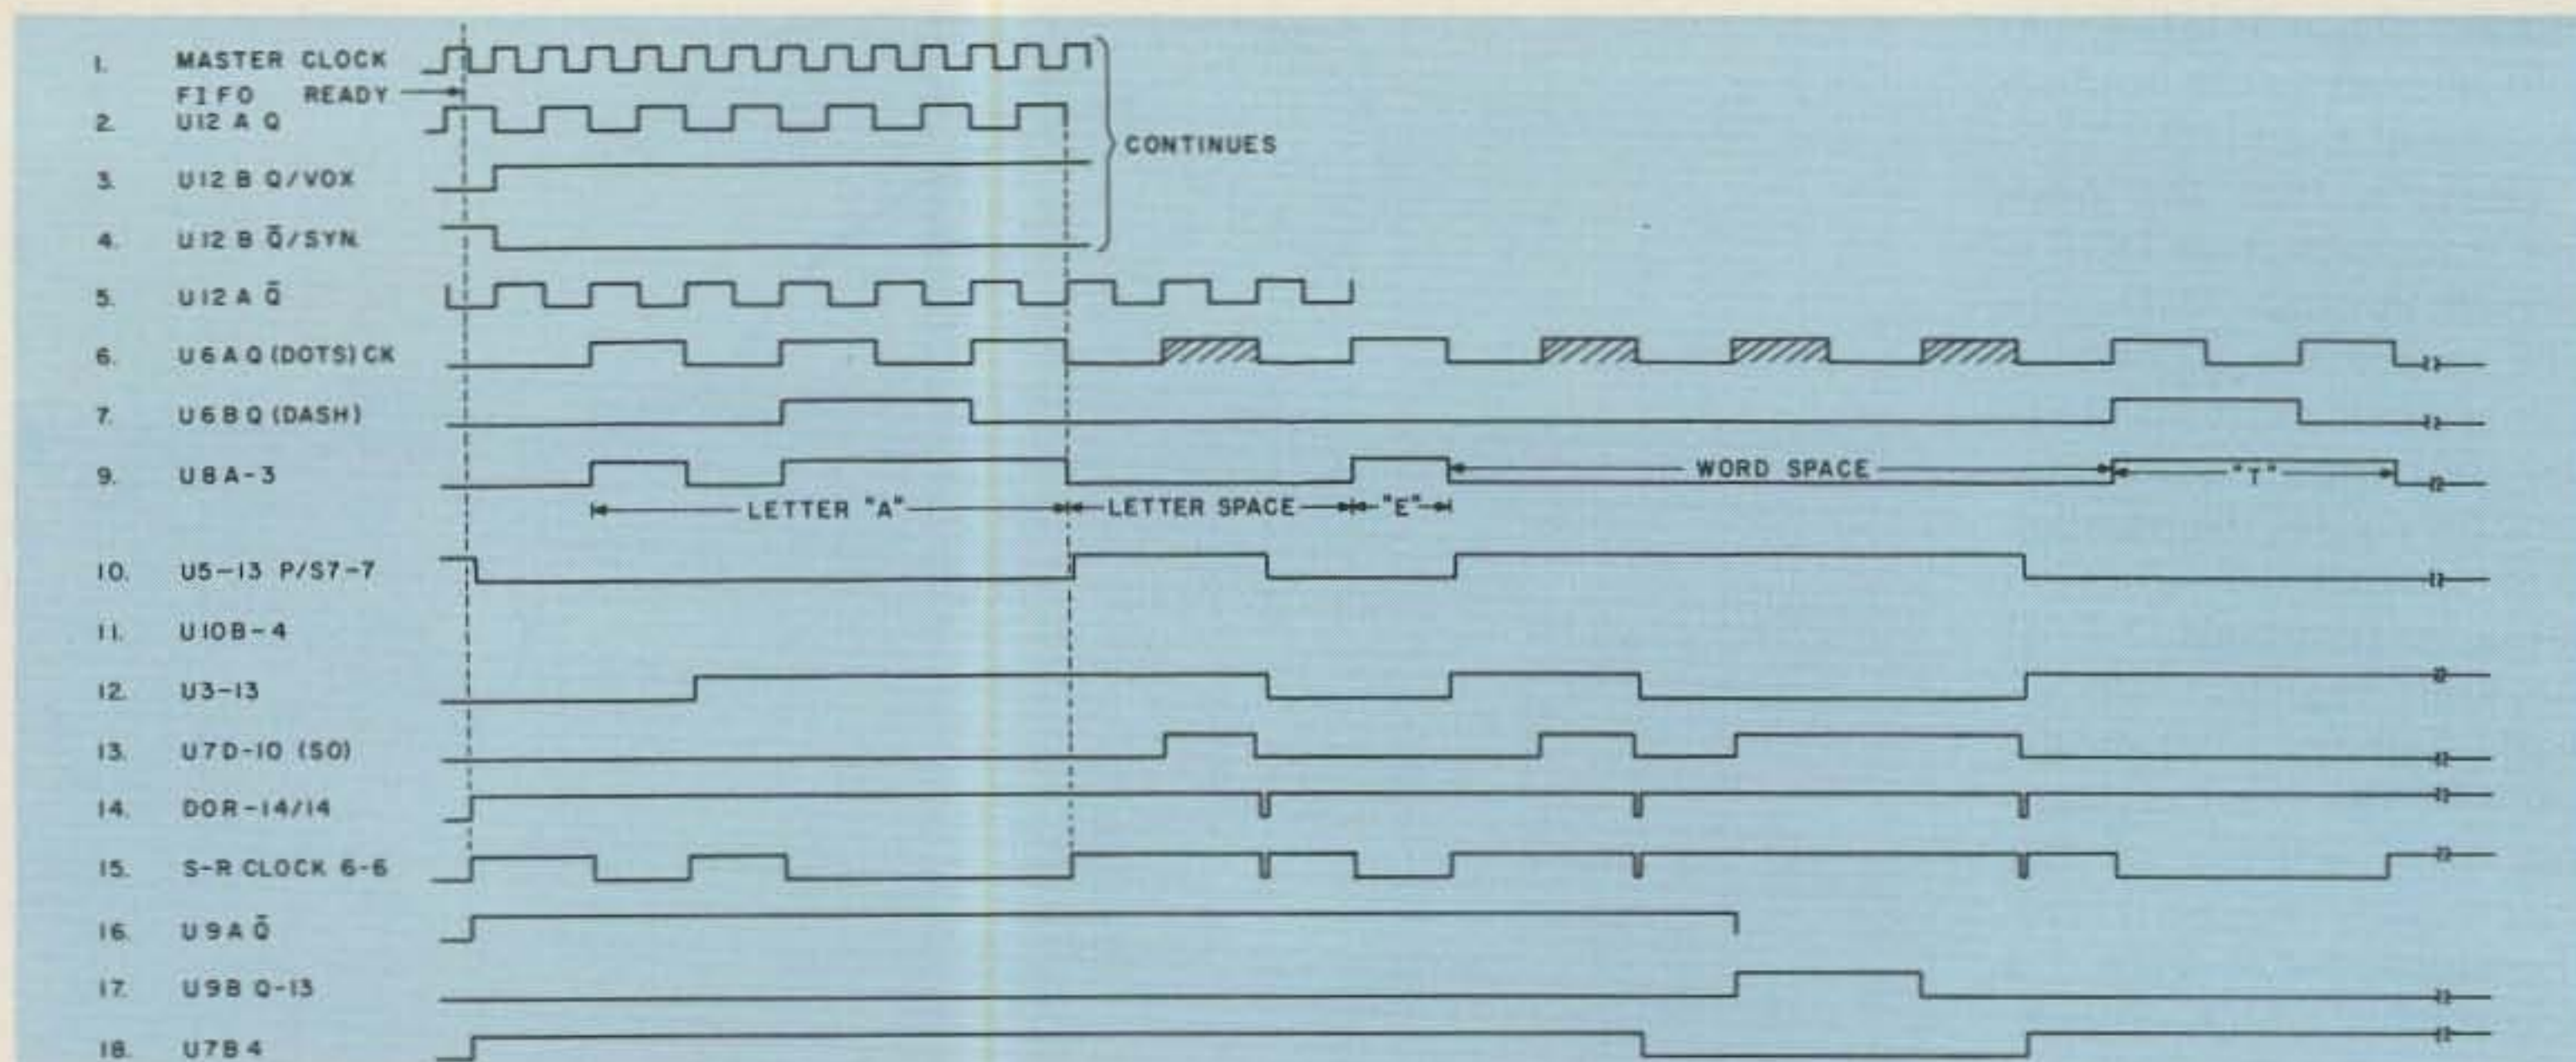 1. MASTER CLOCK
FIFO READY
2. U12 A Q
3. U12 B Q/VOX
4. U12 B Q̄/SYN.
CONTINUES
5. U12 A Q̄
6. U6 A Q (DOTS) CK
7. U6 B Q (DASH)
9. U8 A-3
WORD SPACE
"T"
LETTER "A"
LETTER SPACE
"E"
10. U5-13 P/S7-7
11. U10B-4
12. U3-13
13. U7D-10 (SO)
14. DOR-14/14
15. S-R CLOCK 6-6
16. U9A Q̄
17. U9B Q-13
18. U7B4